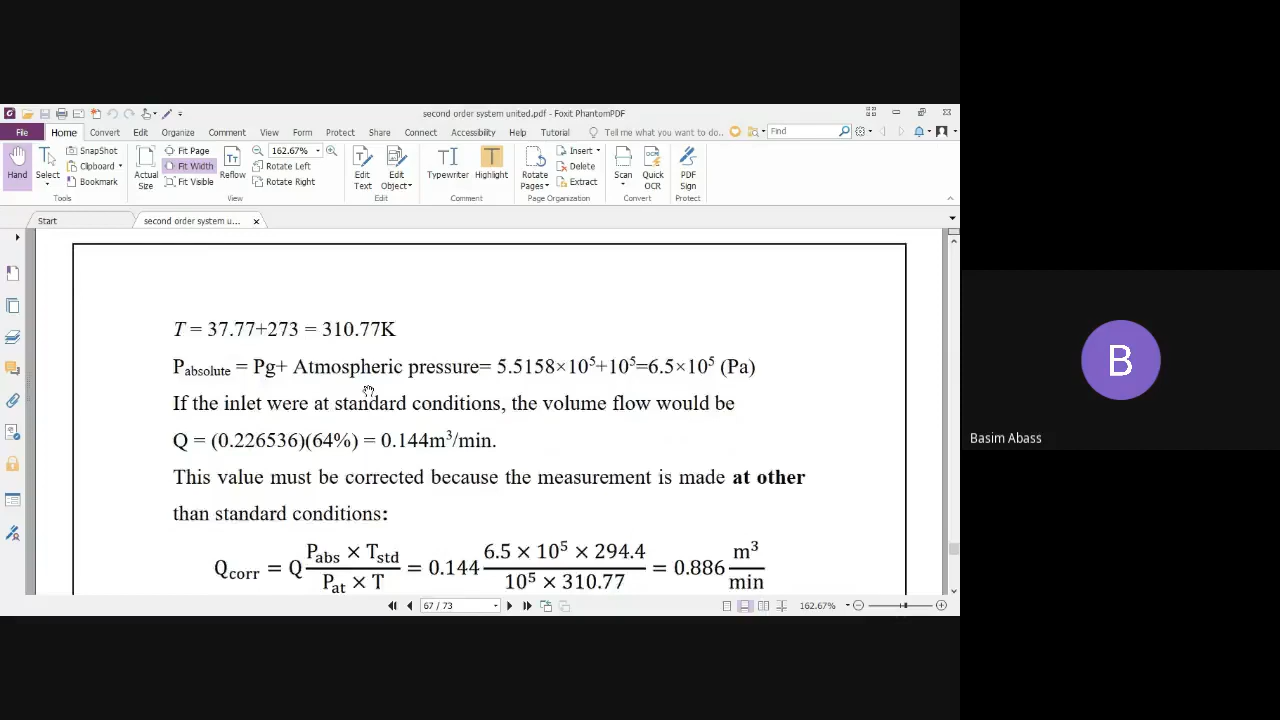 second order system united.pdf - Foxit PhantomPDF
File Home Convert Edit Organize Comment View Form Protect Share Connect Accessibility Help Tutorial Tell me what you want to do.. Find
Hand
Select
SnapShot
Clipboard
Bookmark
Tools
Actual Size
Fit Page
Fit Width
Fit Visible
Reflow
162.67%
Rotate Left
Rotate Right
View
Edit Text
Edit Object
Edit
Typewriter
Highlight
Comment
Rotate Pages
Insert
Delete
Extract
Page Organization
Scan
Quick OCR
Convert
PDF Sign
Protect
Start
second order system u...
T = 37.77+273 = 310.77K
Pabsolute = Pg+ Atmospheric pressure= 5.5158×10⁵+10⁵=6.5×10⁵ (Pa)
If the inlet were at standard conditions, the volume flow would be
Q = (0.226536)(64%) = 0.144m³/min.
This value must be corrected because the measurement is made at other
than standard conditions:
Qcorr = Q (Pabs × Tstd)/(Pat × T) = 0.144 (6.5 × 10⁵ × 294.4)/(10⁵ × 310.77) = 0.886 m³/min
67 / 73
162.67%
B
Basim Abass